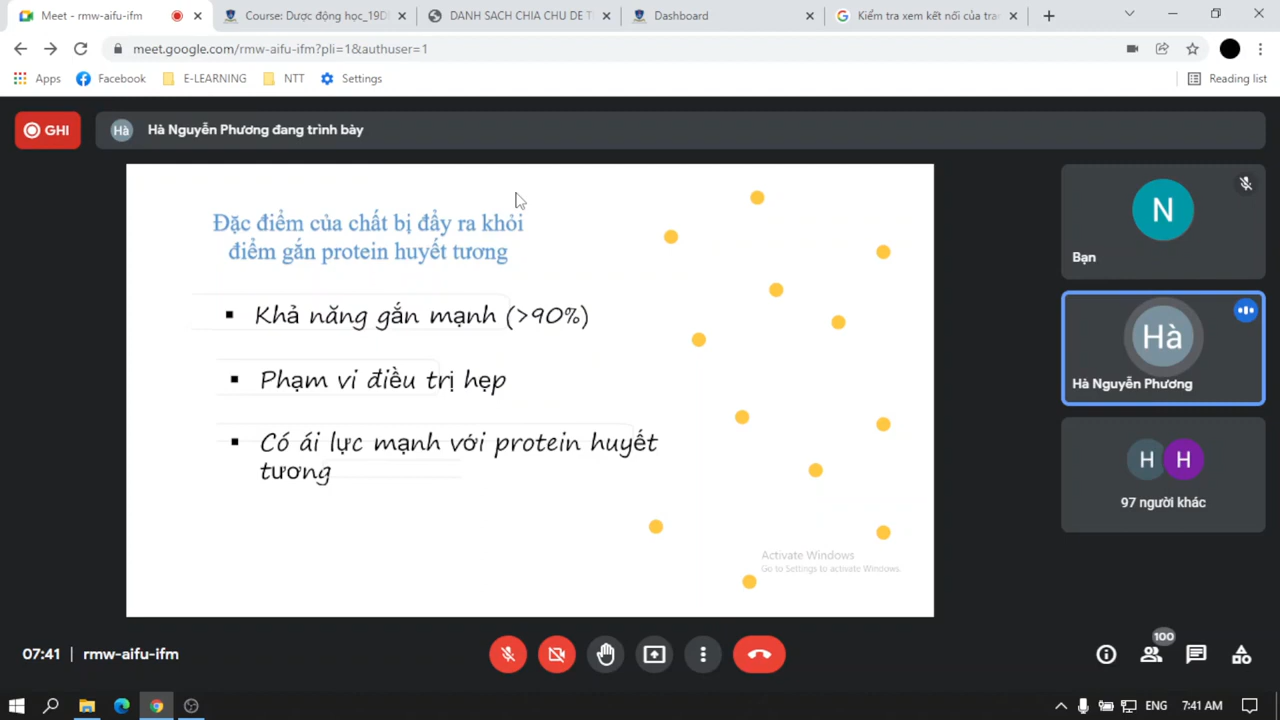 Meet - rmw-aifu-ifm
Course: Dược động học_19D
DANH SACH CHIA CHU DE T
Dashboard
Kiểm tra xem kết nối của tra
meet.google.com/rmw-aifu-ifm?pli=1&authuser=1
Apps
Facebook
E-LEARNING
NTT
Settings
Reading list
GHI
Hà
Hà Nguyễn Phương đang trình bày
Đặc điểm của chất bị đẩy ra khỏi
điểm gắn protein huyết tương
▪ Khả năng gắn mạnh (>90%)
▪ Phạm vi điều trị hẹp
▪ Có ái lực mạnh với protein huyết
tương
Activate Windows
Go to Settings to activate Windows.
N
Bạn
Hà
Hà Nguyễn Phương
H
H
97 người khác
07:41 | rmw-aifu-ifm
100
ENG
7:41 AM